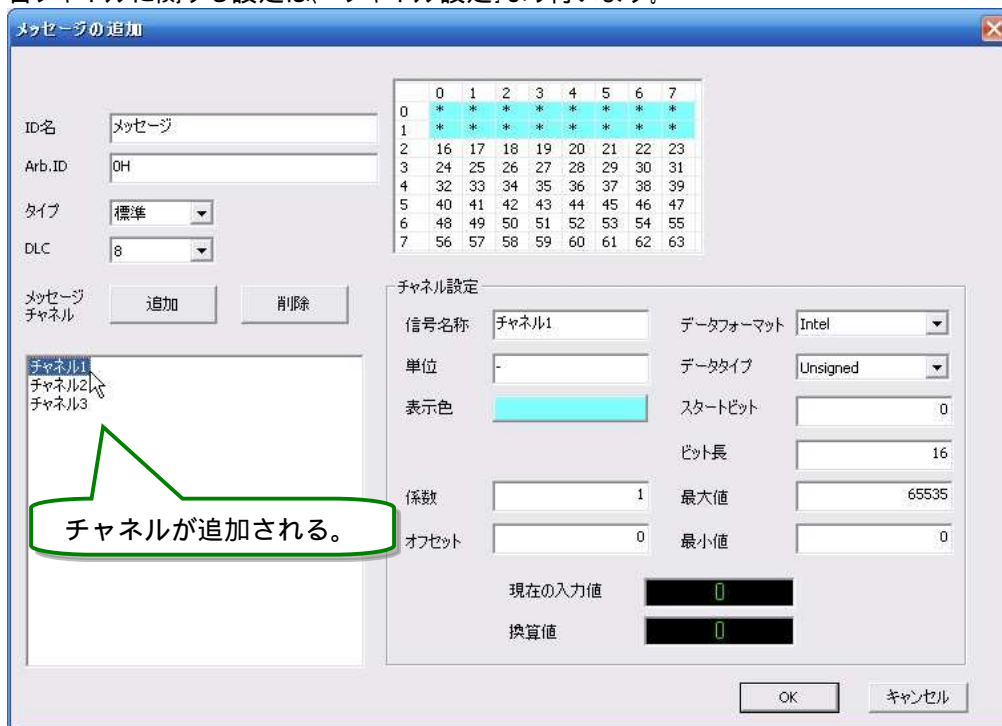 各チャネルに関する設定は(「チャネル設定」より行います。
メッセージの追加
ID名 メッセージ
Arb.ID 0H
タイプ 標準
DLC 8
メッセージ
チャネル 追加 削除
チャネル1
チャネル2
チャネル3
チャネルが追加される。
0 1 2 3 4 5 6 7
0 * * * * * * * *
1 * * * * * * * *
2 16 17 18 19 20 21 22 23
3 24 25 26 27 28 29 30 31
4 32 33 34 35 36 37 38 39
5 40 41 42 43 44 45 46 47
6 48 49 50 51 52 53 54 55
7 56 57 58 59 60 61 62 63
チャネル設定
信号名称 チャネル1 データフォーマット Intel
単位 - データタイプ Unsigned
表示色 スタートビット 0
ビット長 16
係数 1 最大値 65535
オフセット 0 最小値 0
現在の入力値 0
換算値 0
OK キャンセル